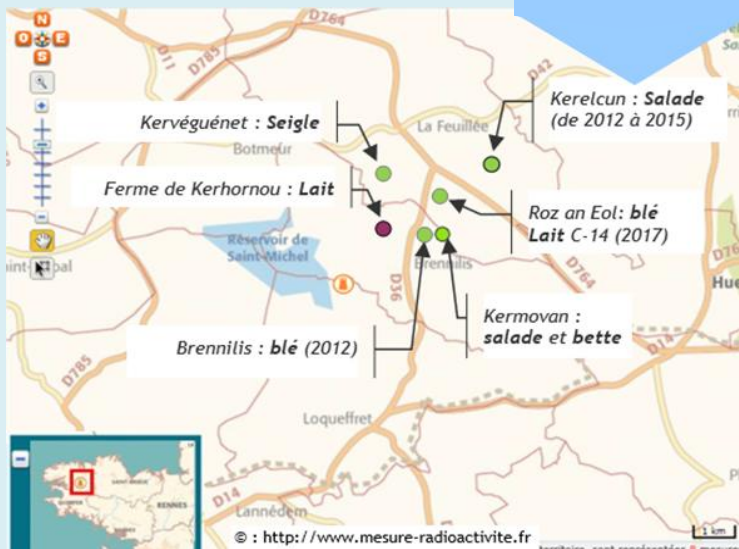 N
O E
S
D764
D11
D785
D42
Kervéguénet : Seigle
La Feuillée
Kerelcun : Salade
(de 2012 à 2015)
Botmeur
Ferme de Kerhornou : Lait
Roz an Eol: blé
Lait C-14 (2017)
Réservoir de
Saint-Michel
Brennilis
D36
D764
Hue
Kermovan :
salade et bette
Brennilis : blé (2012)
D785
D14
Loqueffret
D14
Lannédern
RENNES
1 km
© : http://www.mesure-radioactivite.fr